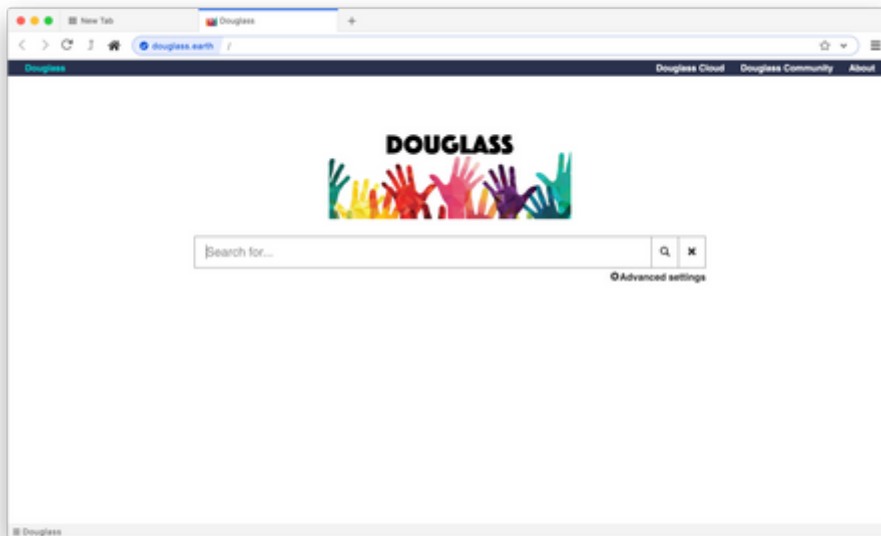 New Tab
Douglass
douglass.earth /
Douglass
Douglass Cloud Douglass Community About
DOUGLASS
Search for...
Advanced settings
Douglass